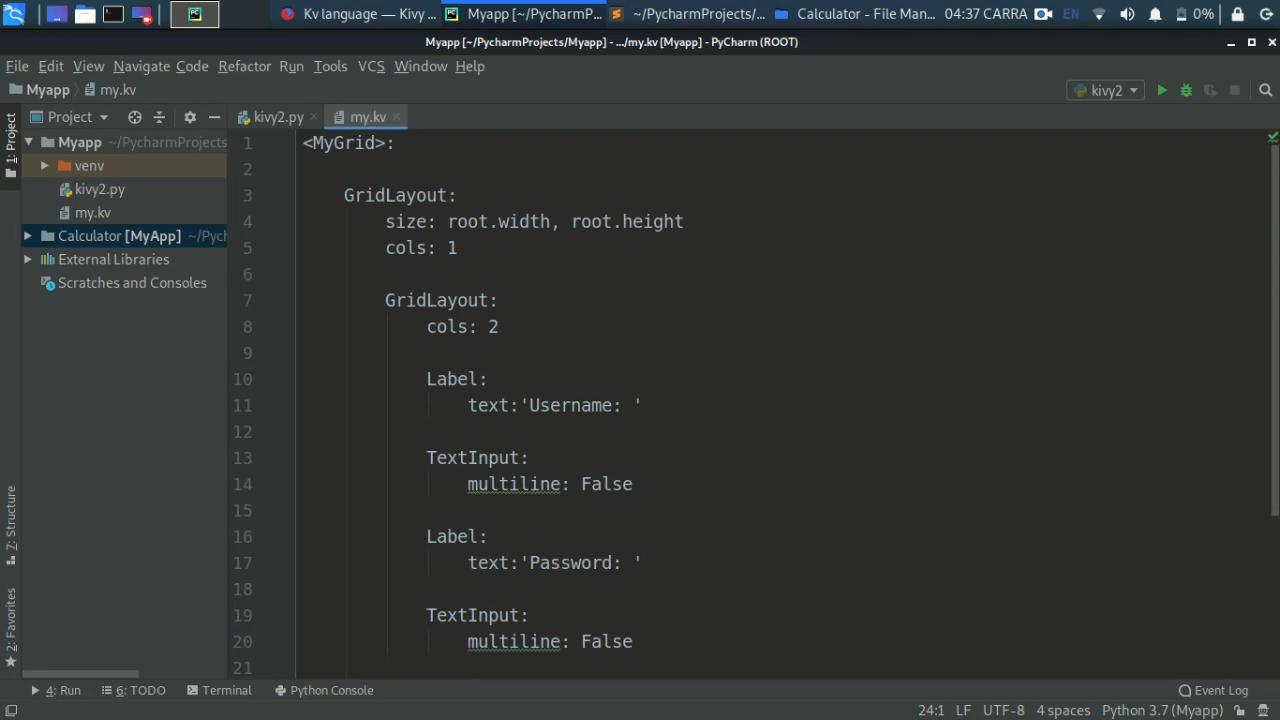 Kv language — Kivy ...
Myapp [~/PycharmP...
~/PycharmProjects/...
Calculator - File Man...
04:37 CARRA
EN
0%
Myapp [~/PycharmProjects/Myapp] - .../my.kv [Myapp] - PyCharm (ROOT)
File Edit View Navigate Code Refactor Run Tools VCS Window Help
Myapp my.kv
kivy2
1: Project
Project
kivy2.py
my.kv
Myapp ~/PycharmProjects
venv
kivy2.py
my.kv
Calculator [MyApp] ~/Pych
External Libraries
Scratches and Consoles
1 <MyGrid>:
2
3 GridLayout:
4 size: root.width, root.height
5 cols: 1
6
7 GridLayout:
8 cols: 2
9
10 Label:
11 text:'Username: '
12
13 TextInput:
14 multiline: False
15
16 Label:
17 text:'Password: '
18
19 TextInput:
20 multiline: False
21
7: Structure
2: Favorites
4: Run
6: TODO
Terminal
Python Console
Event Log
24:1 LF UTF-8 4 spaces Python 3.7 (Myapp)